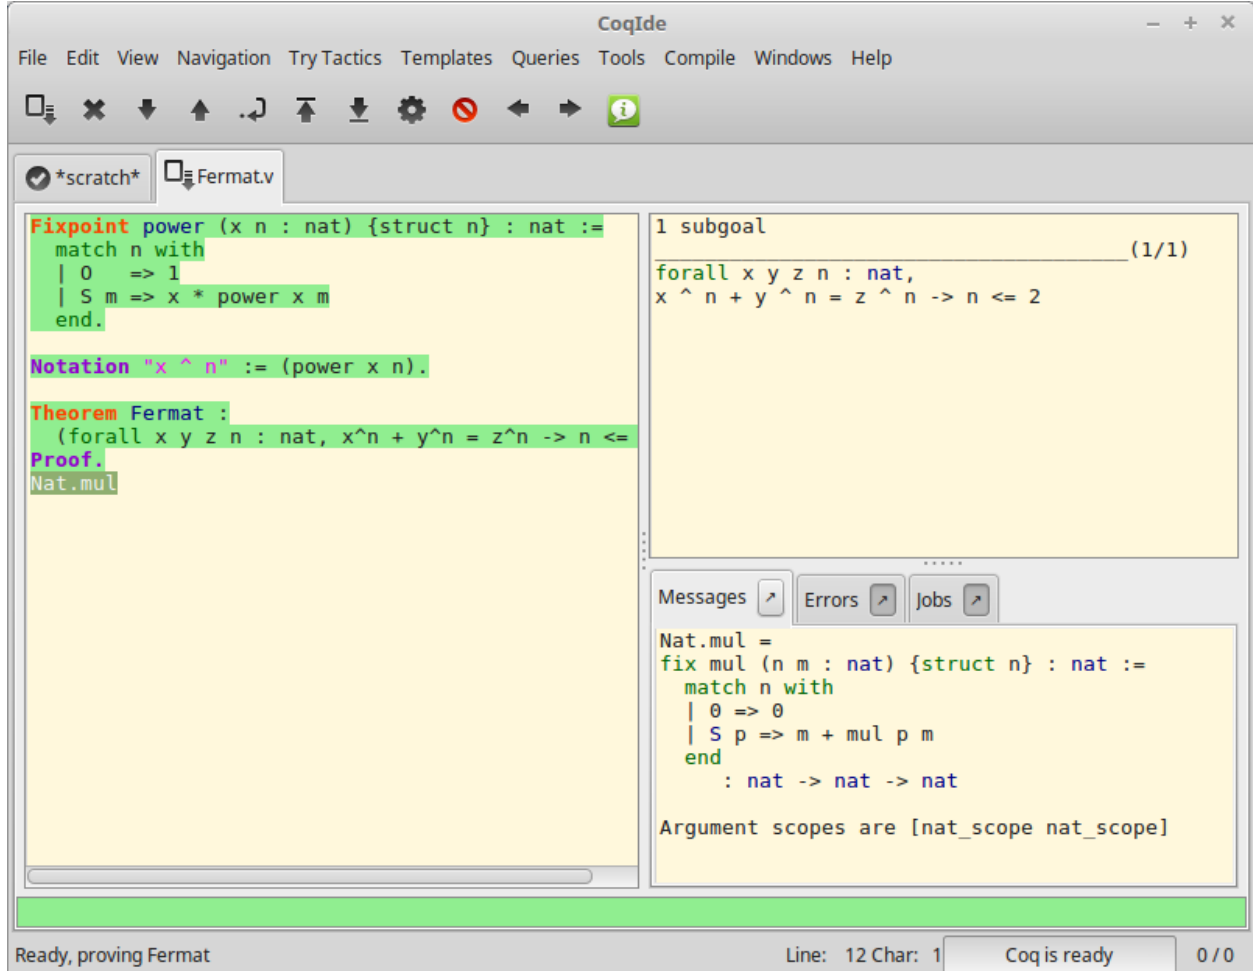 CoqIde
File Edit View Navigation Try Tactics Templates Queries Tools Compile Windows Help
*scratch* Fermat.v
Fixpoint power (x n : nat) {struct n} : nat :=
  match n with
  | O   => 1
  | S m => x * power x m
  end.
Notation "x ^ n" := (power x n).
Theorem Fermat :
  (forall x y z n : nat, x^n + y^n = z^n -> n <=
Proof.
Nat.mul
1 subgoal
______________________________________(1/1)
forall x y z n : nat,
x ^ n + y ^ n = z ^ n -> n <= 2
Messages Errors Jobs
Nat.mul =
fix mul (n m : nat) {struct n} : nat :=
  match n with
  | 0 => 0
  | S p => m + mul p m
  end
     : nat -> nat -> nat
Argument scopes are [nat_scope nat_scope]
Ready, proving Fermat Line: 12 Char: 1 Coq is ready 0 / 0